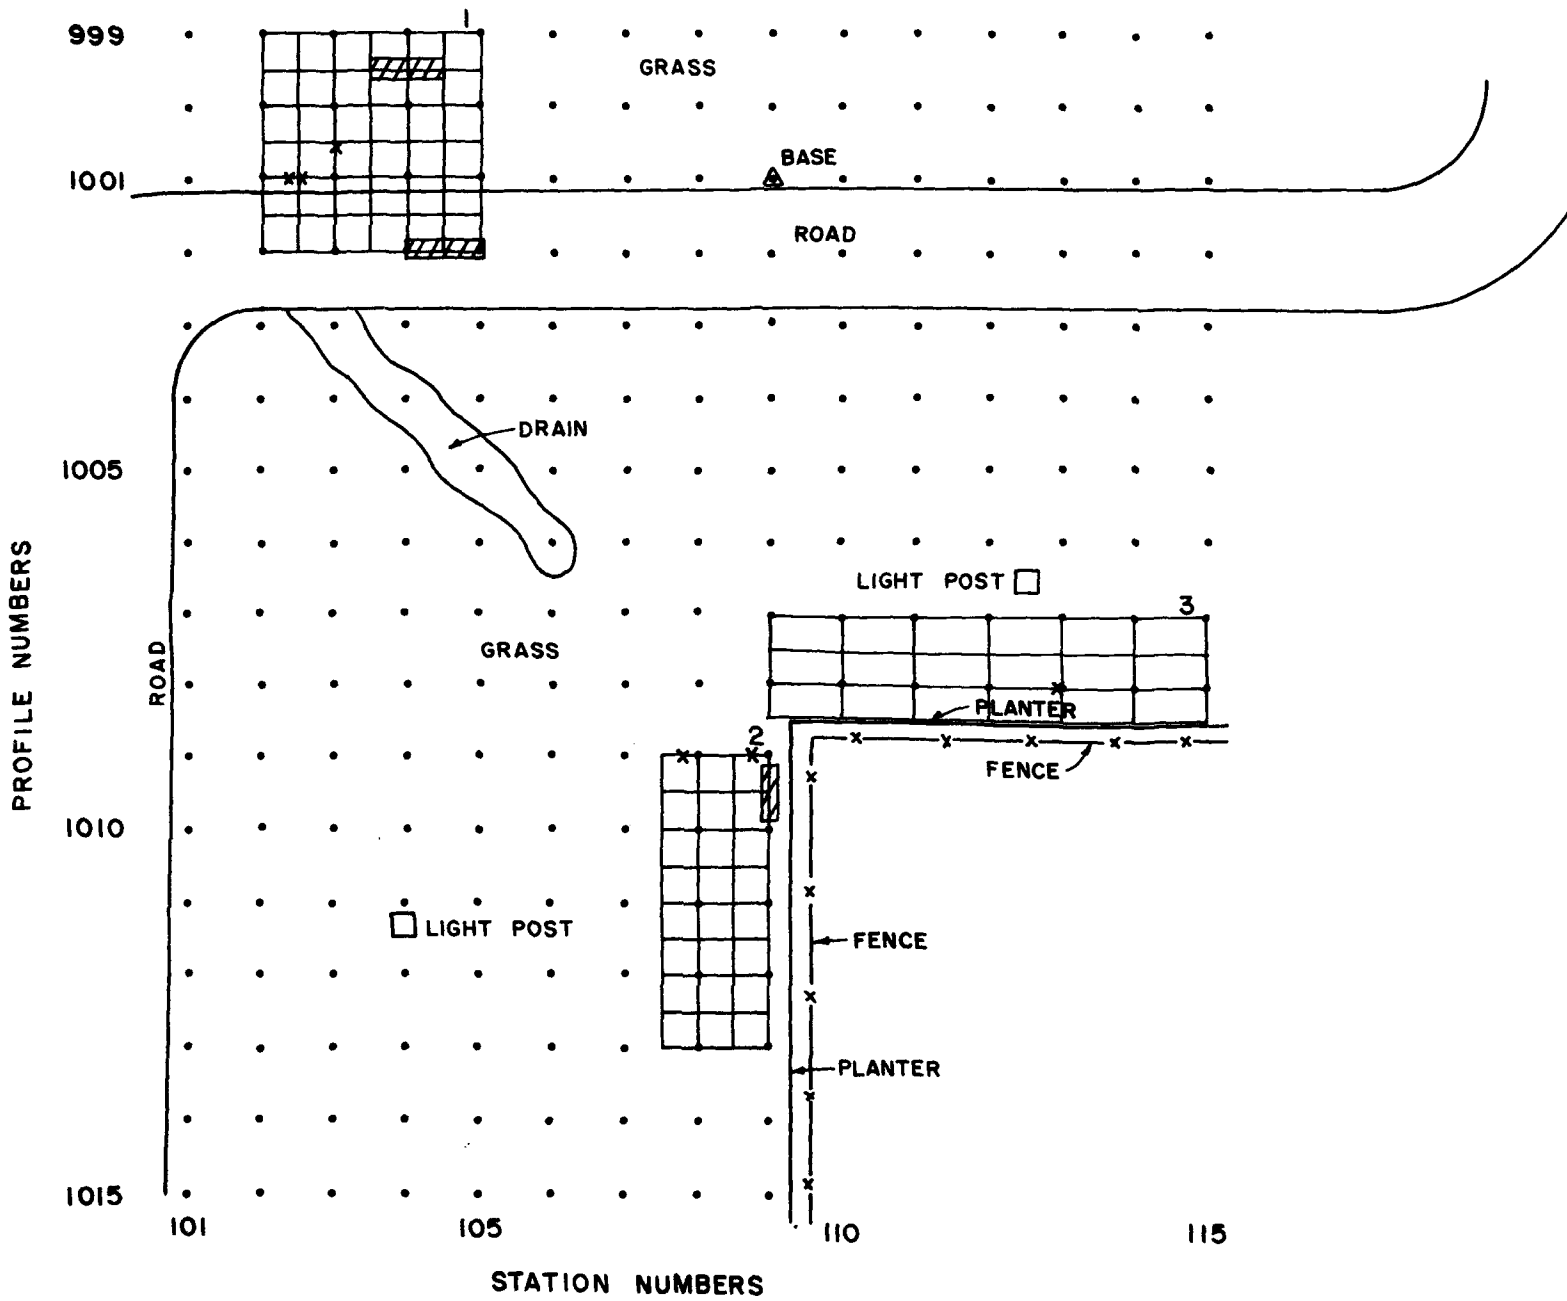 1
999
GRASS
BASE
1001
ROAD
DRAIN
1005
LIGHT POST
3
GRASS
ROAD
PROFILE NUMBERS
PLANTER
2
FENCE
1010
LIGHT POST
FENCE
PLANTER
1015
101 105 110 115
STATION NUMBERS